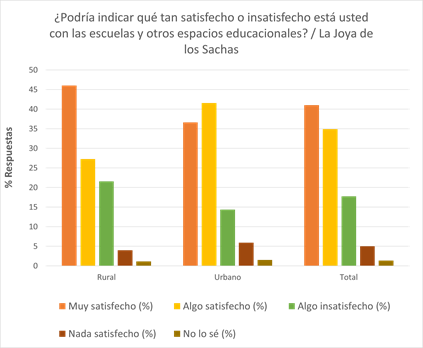 ¿Podría indicar qué tan satisfecho o insatisfecho está usted
con las escuelas y otros espacios educacionales? / La Joya de
los Sachas
% Respuestas
50
45
40
35
30
25
20
15
10
5
0
Rural Urbano Total
Muy satisfecho (%) Algo satisfecho (%) Algo insatisfecho (%)
Nada satisfecho (%) No lo sé (%)